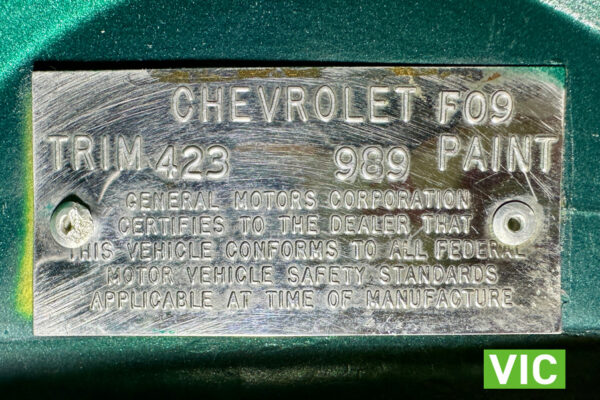 CHEVROLET F09
TRIM 423 989 PAINT
GENERAL MOTORS CORPORATION
CERTIFIES TO THE DEALER THAT
THIS VEHICLE CONFORMS TO ALL FEDERAL
MOTOR VEHICLE SAFETY STANDARDS
APPLICABLE AT TIME OF MANUFACTURE
VIC